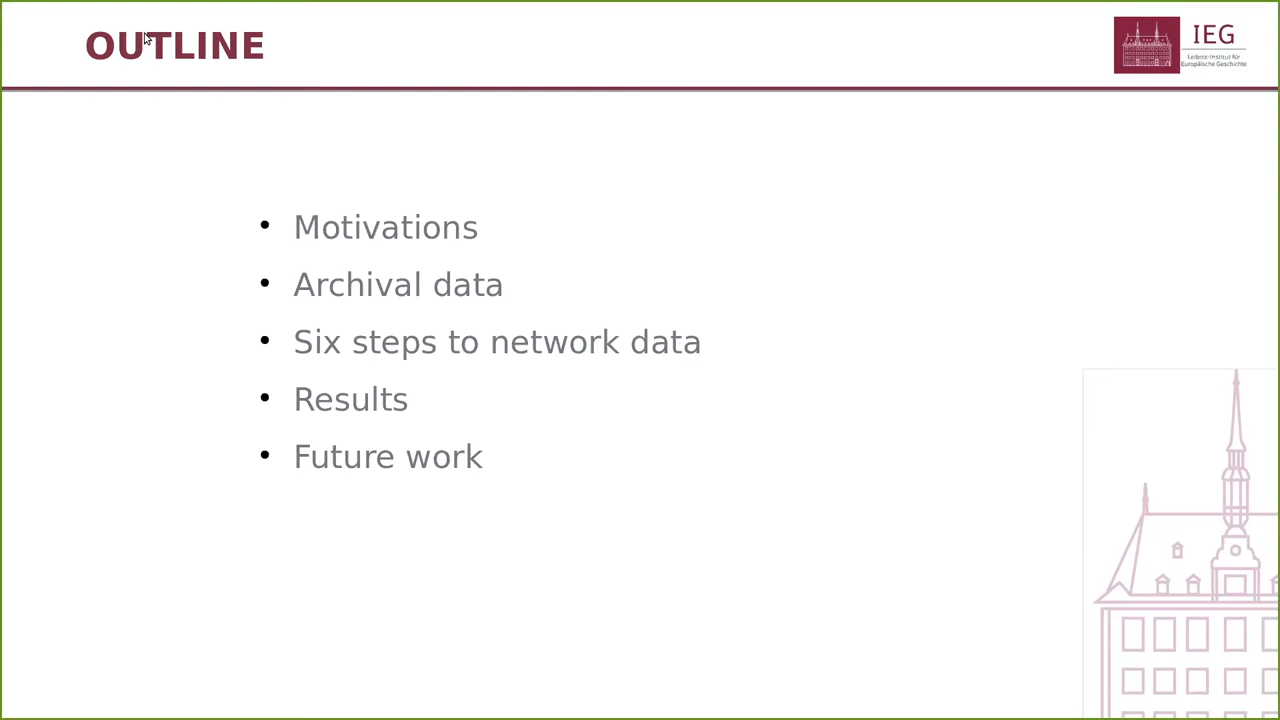 OUTLINE
IEG
Leibniz-Institut für
Europäische Geschichte
• Motivations
• Archival data
• Six steps to network data
• Results
• Future work